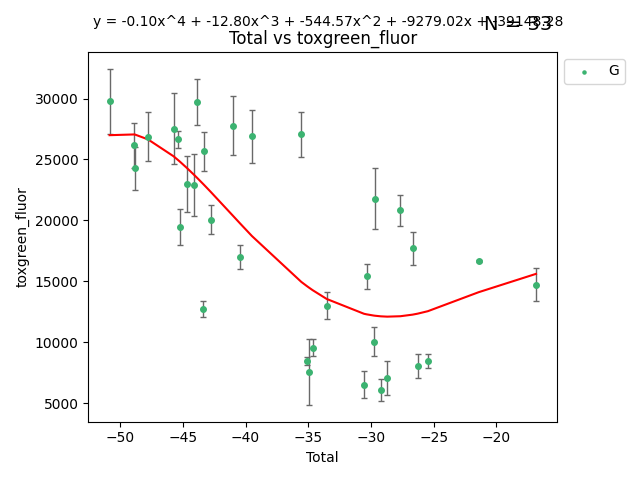 y = -0.10x^4 + -12.80x^3 + -544.57x^2 + -9279.02x +
N = 33
Total vs toxgreen_fluor
G
30000
25000
20000
15000
10000
5000
toxgreen_fluor
−50
−45
−40
−35
−30
−25
−20
Total